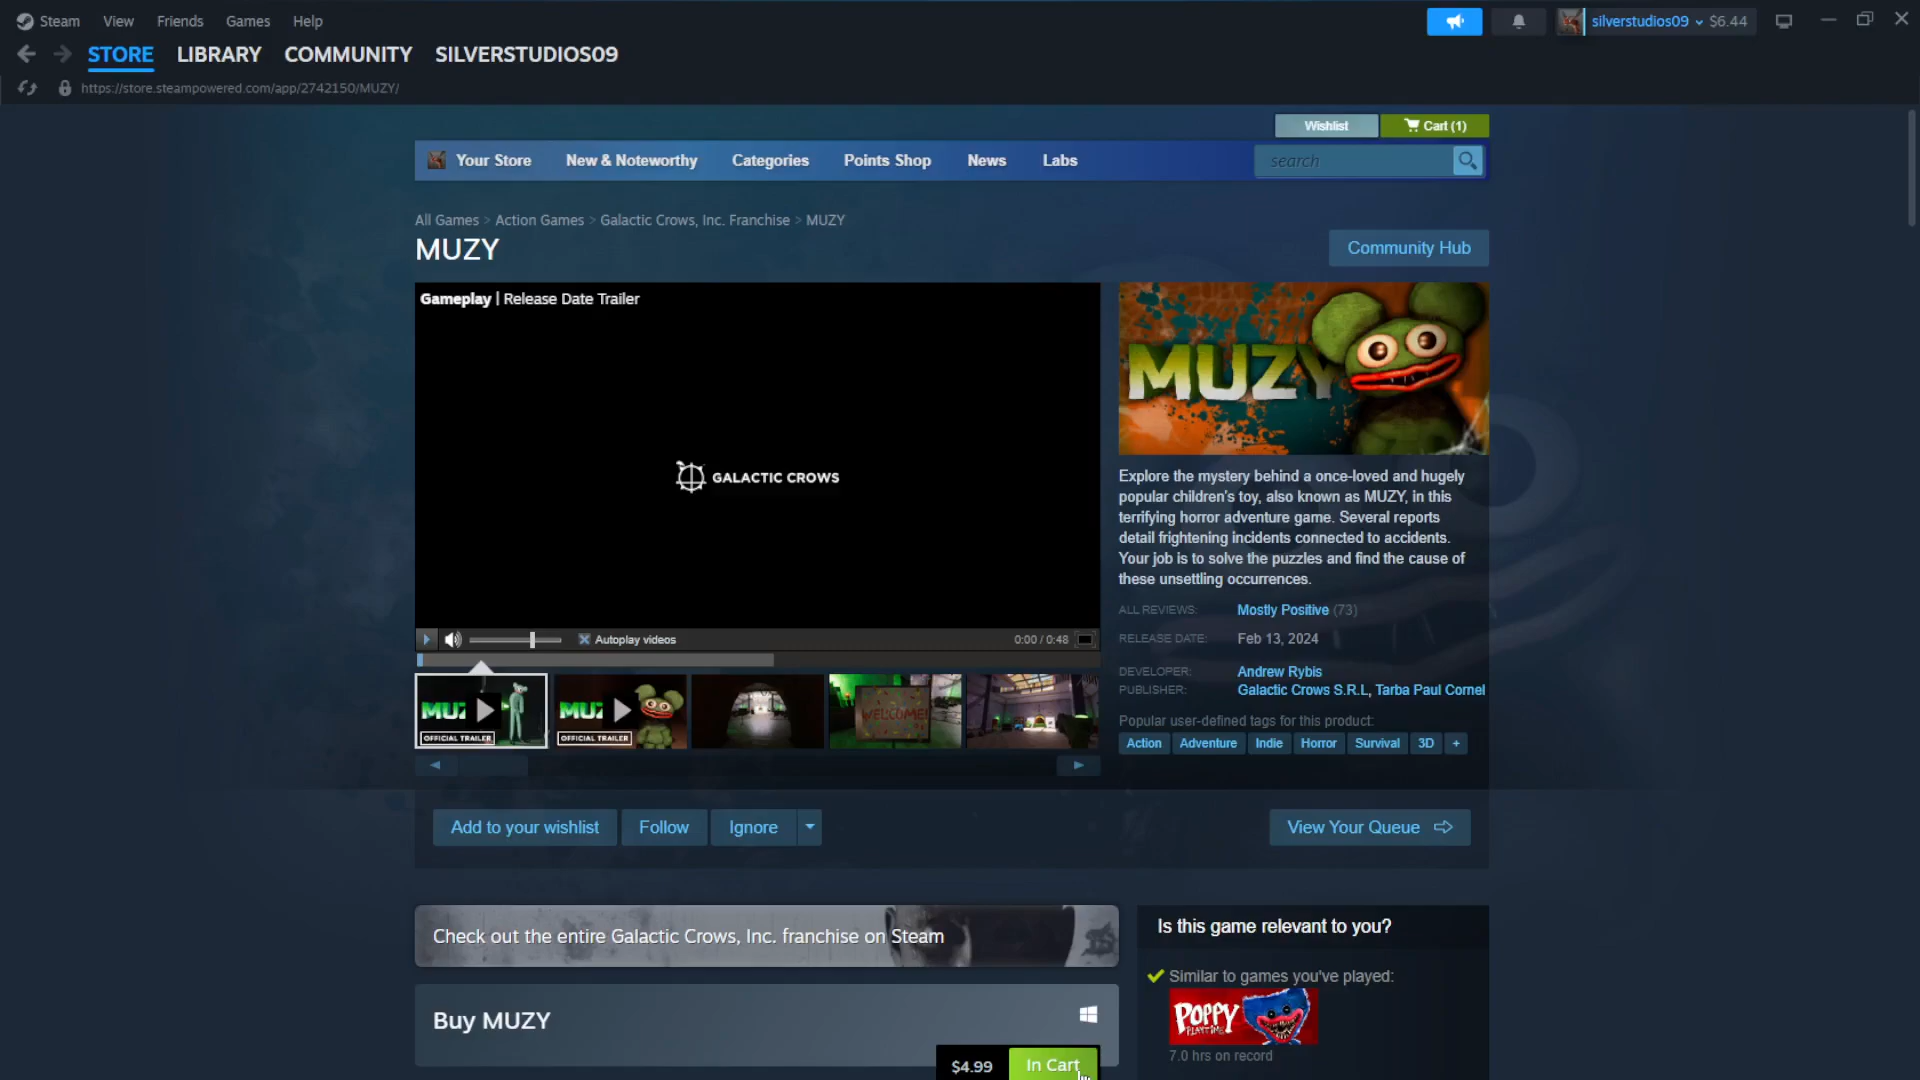 Steam View Friends Games Help silverstudios09 $6.44
STORE LIBRARY COMMUNITY SILVERSTUDIOS09
https://store.steampowered.com/app/2742150/MUZY/
Wishlist Cart (1)
Your Store New & Noteworthy Categories Points Shop News Labs search
All Games > Action Games > Galactic Crows, Inc. Franchise > MUZY
MUZY
Community Hub
Gameplay | Release Date Trailer
GALACTIC CROWS
MUZY
Explore the mystery behind a once-loved and hugely
popular children's toy, also known as MUZY, in this
terrifying horror adventure game. Several reports
detail frightening incidents connected to accidents.
Your job is to solve the puzzles and find the cause of
these unsettling occurrences.
ALL REVIEWS: Mostly Positive (73)
RELEASE DATE: Feb 13, 2024
DEVELOPER: Andrew Rybis
PUBLISHER: Galactic Crows S.R.L, Tarba Paul Cornel
Popular user-defined tags for this product:
Action Adventure Indie Horror Survival 3D +
Autoplay videos 0:00 / 0:48
MUZ
OFFICIAL TRAILER
MUZ
OFFICIAL TRAILER
WELCOME!
Add to your wishlist Follow Ignore View Your Queue
Check out the entire Galactic Crows, Inc. franchise on Steam
Buy MUZY
$4.99 In Cart
Is this game relevant to you?
Similar to games you've played:
POPPY
PLAYTIME
7.0 hrs on record